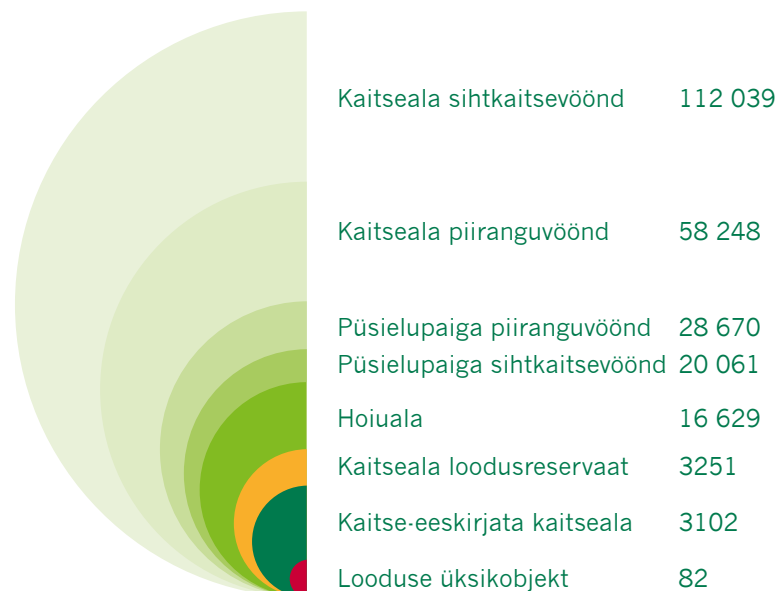 Kaitseala sihtkaitsevöönd 112 039
Kaitseala piiranguvöönd 58 248
Püsielupaiga piiranguvöönd 28 670
Püsielupaiga sihtkaitsevöönd 20 061
Hoiuala 16 629
Kaitseala loodusreservaat 3251
Kaitse-eeskirjata kaitseala 3102
Looduse üksikobjekt 82